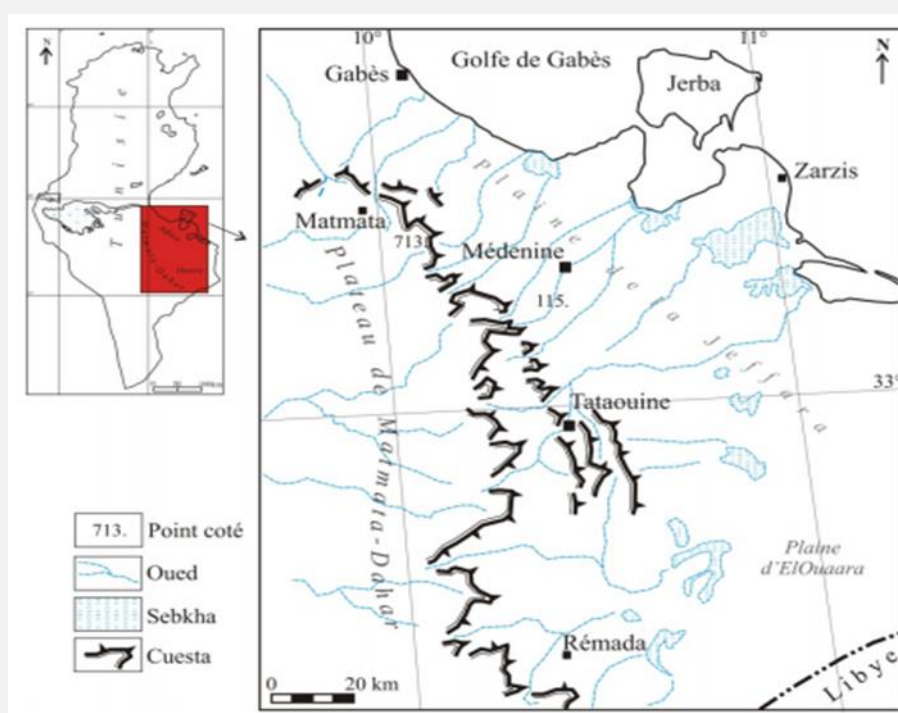 N
Tunisie
10°
11°
N
Golfe de Gabès
Gabès
Jerba
Zarzis
Matmata
713.
Médenine
115.
Plaine de la Jeffara
Plateau de Matmata-Dahar
33°
Tataouine
Plaine
d'ElOuaara
Rémada
Libye
0 20 km
713. Point coté
Oued
Sebkha
Cuesta